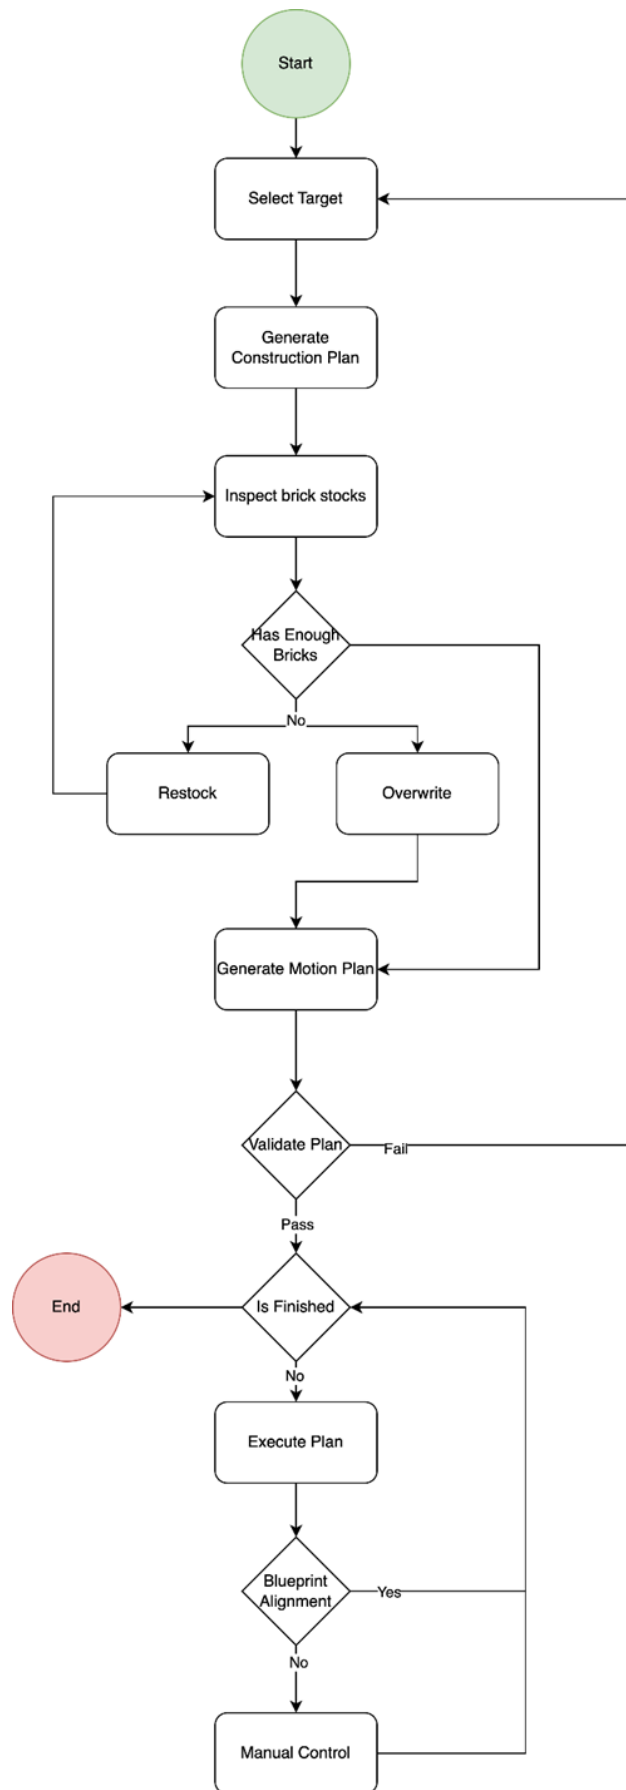 Start
Select Target
Generate
Construction Plan
Inspect brick stocks
Has Enough
Bricks
No
Restock
Overwrite
Generate Motion Plan
Validate Plan
Fail
Pass
End
Is Finished
No
Execute Plan
Blueprint
Alignment
Yes
No
Manual Control